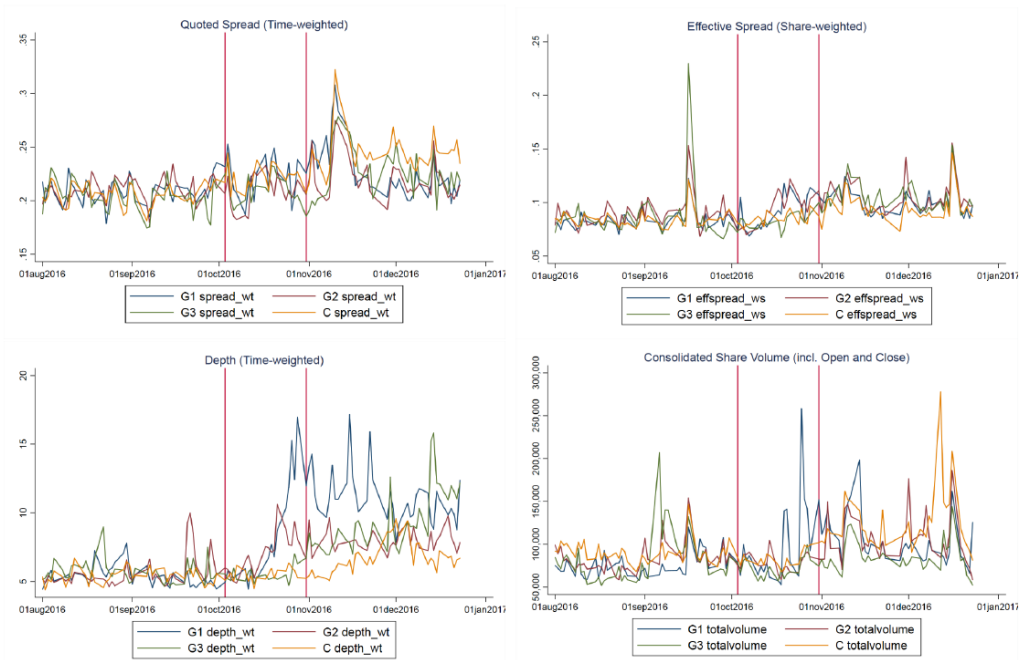 Quoted Spread (Time-weighted)
.35
.3
.25
.2
.15
01aug2016 01sep2016 01oct2016 01nov2016 01dec2016 01jan2017
G1 spread_wt G2 spread_wt
G3 spread_wt C spread_wt
Effective Spread (Share-weighted)
.25
.2
.15
.1
.05
01aug2016 01sep2016 01oct2016 01nov2016 01dec2016 01jan2017
G1 effspread_ws G2 effspread_ws
G3 effspread_ws C effspread_ws
Depth (Time-weighted)
20
15
10
5
01aug2016 01sep2016 01oct2016 01nov2016 01dec2016 01jan2017
G1 depth_wt G2 depth_wt
G3 depth_wt C depth_wt
Consolidated Share Volume (incl. Open and Close)
300,000
250,000
200,000
150,000
100,000
50,000
01aug2016 01sep2016 01oct2016 01nov2016 01dec2016 01jan2017
G1 totalvolume G2 totalvolume
G3 totalvolume C totalvolume